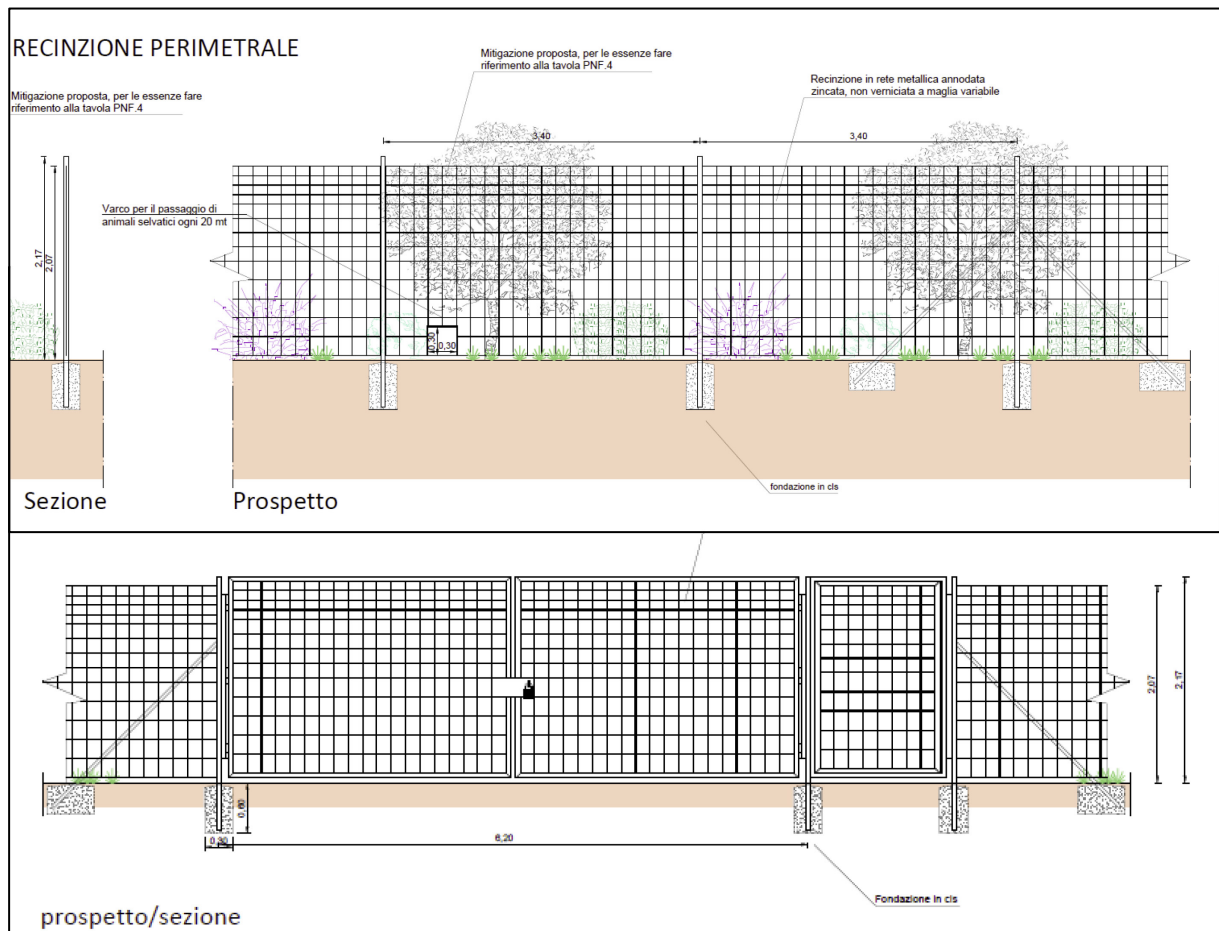 RECINZIONE PERIMETRALE
Mitigazione proposta, per le essenze fare
riferimento alla tavola PNF.4
Mitigazione proposta, per le essenze fare
riferimento alla tavola PNF.4
Recinzione in rete metallica annodata
zincata, non verniciata a maglia variabile
3,40
3,40
Varco per il passaggio di
animali selvatici ogni 20 mt
2,17
2,07
0,30
0,30
fondazione in cls
Sezione
Prospetto
2,07
2,17
0,60
0,30
6,20
Fondazione in cls
prospetto/sezione